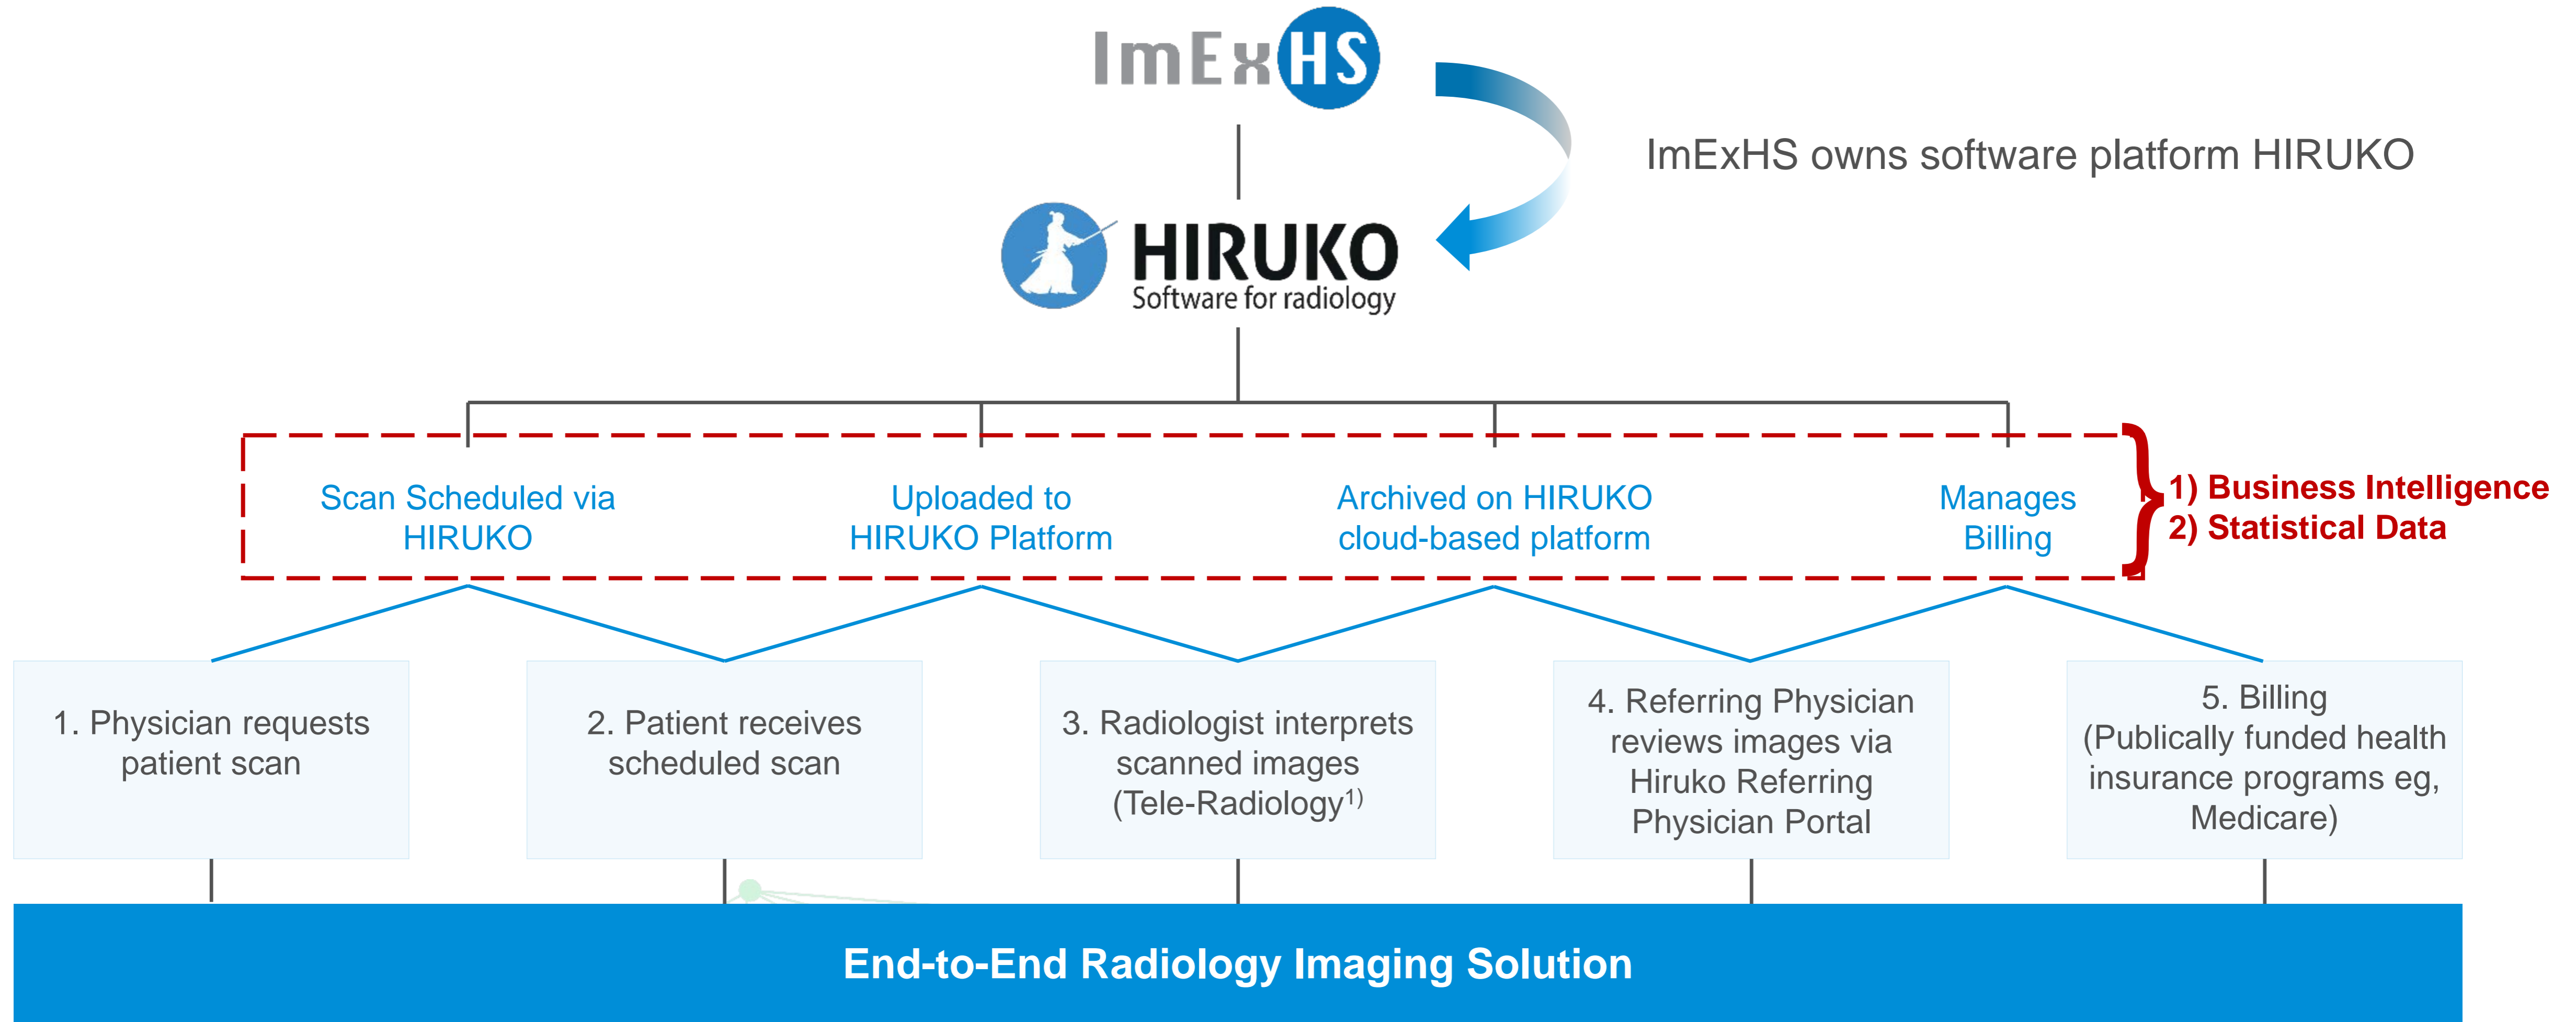 ImExHS
ImExHS owns software platform HIRUKO
HIRUKO
Software for radiology
Scan Scheduled via
HIRUKO
Uploaded to
HIRUKO Platform
Archived on HIRUKO
cloud-based platform
Manages
Billing
1) Business Intelligence
2) Statistical Data
1. Physician requests
patient scan
2. Patient receives
scheduled scan
3. Radiologist interprets
scanned images
(Tele-Radiology¹⁾
4. Referring Physician
reviews images via
Hiruko Referring
Physician Portal
5. Billing
(Publically funded health
insurance programs eg,
Medicare)
End-to-End Radiology Imaging Solution